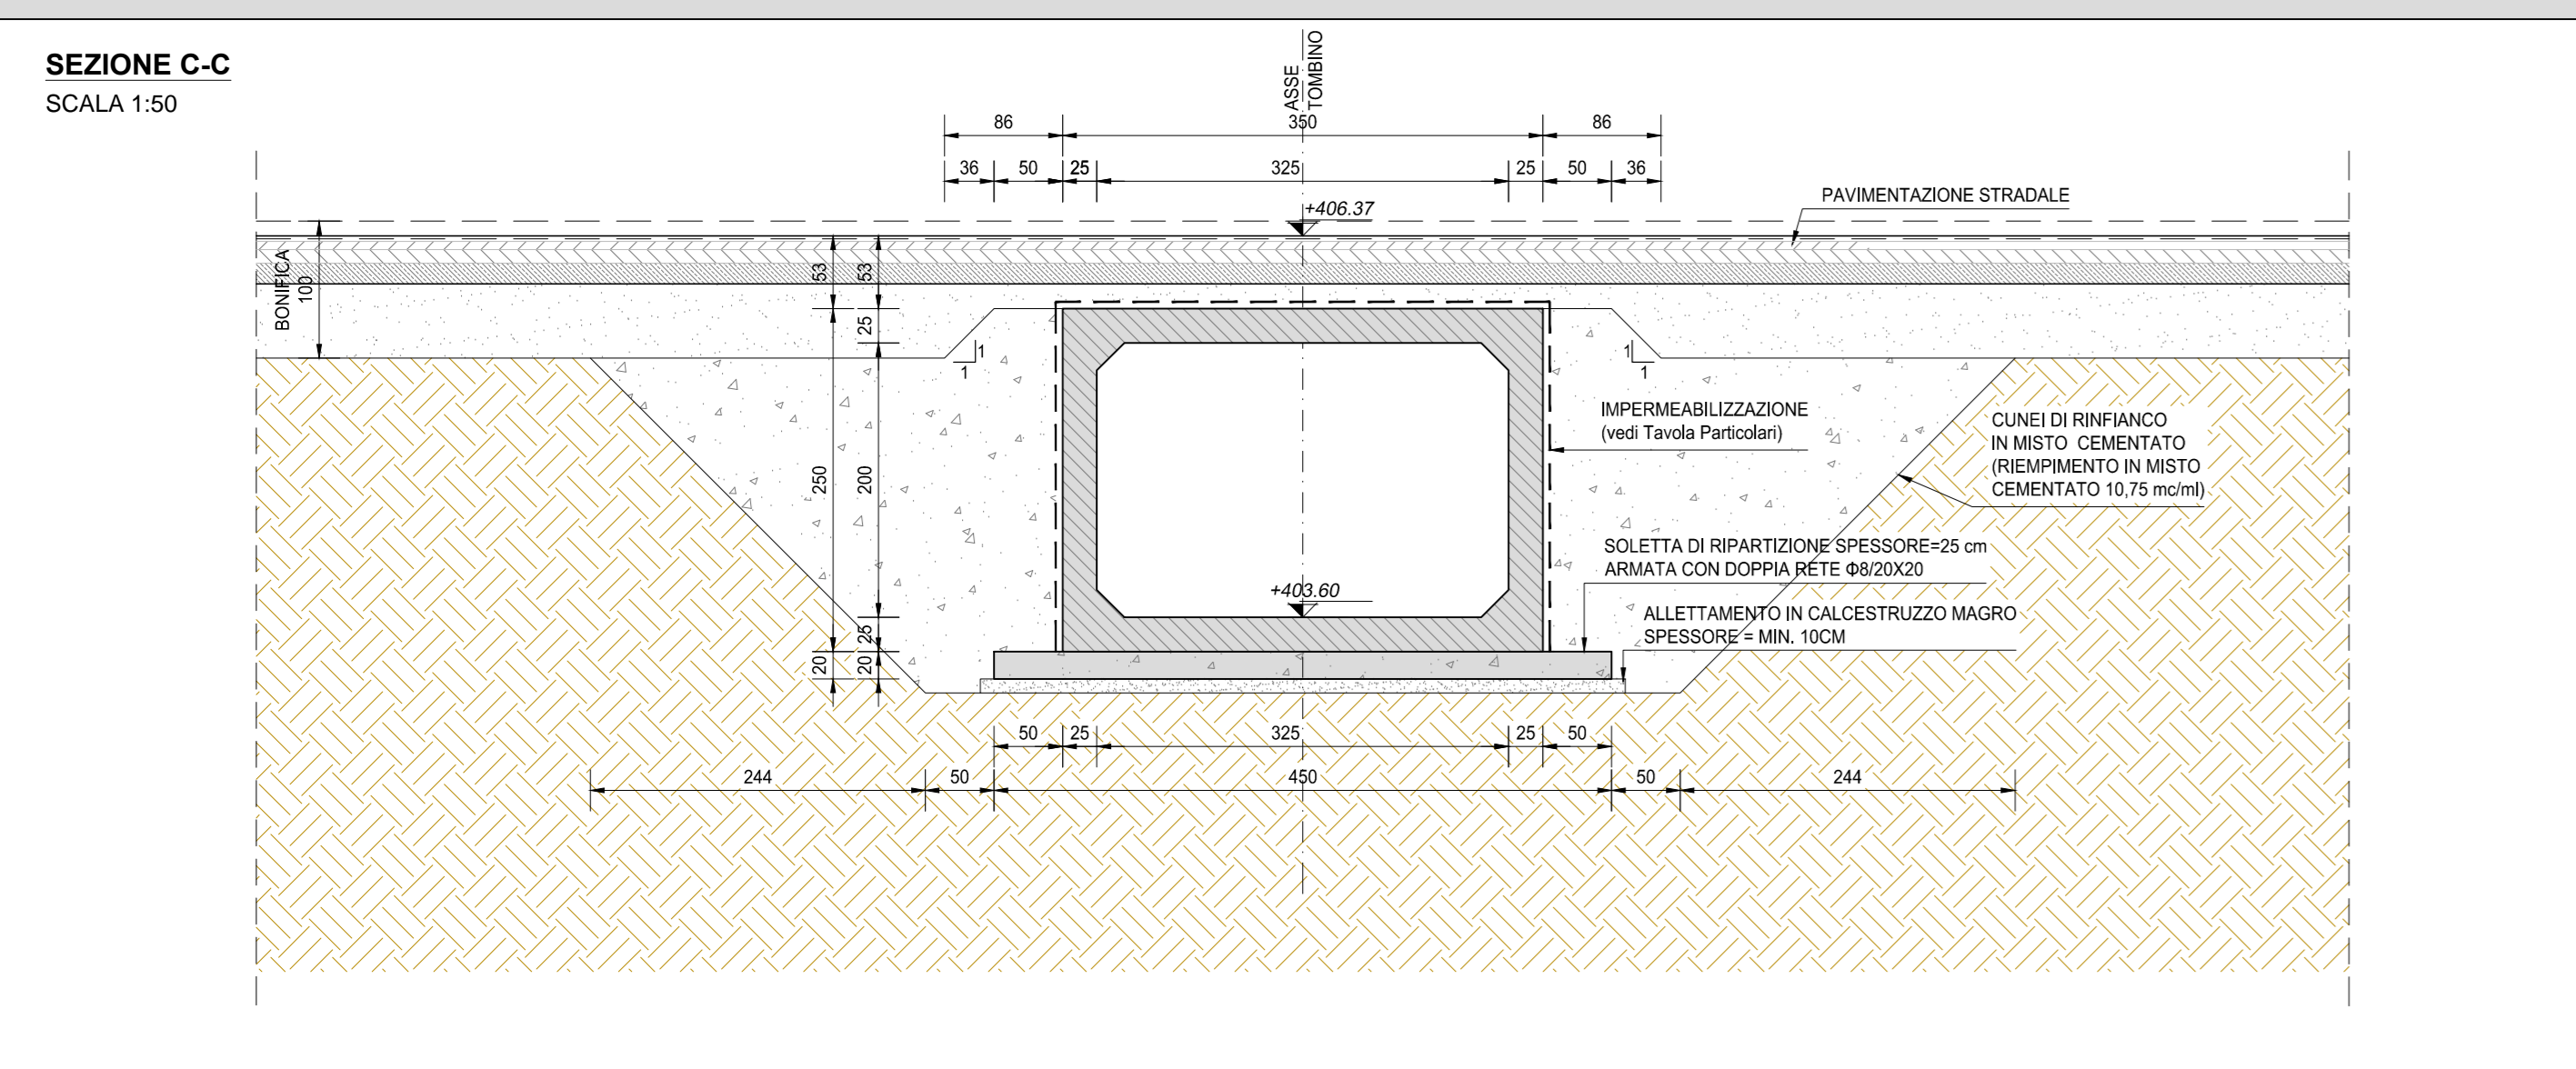 SEZIONE C-C
SCALA 1:50
ASSE
TOMBINO
86
350
86
36
50
25
325
25
50
36
+406.37
PAVIMENTAZIONE STRADALE
BONIFICA
100
53
53
25
1
1
1
1
250
200
IMPERMEABILIZZAZIONE
(vedi Tavola Particolari)
CUNEI DI RINFIANCO
IN MISTO CEMENTATO
(RIEMPIMENTO IN MISTO
CEMENTATO 10,75 mc/ml)
SOLETTA DI RIPARTIZIONE SPESSORE=25 cm
ARMATA CON DOPPIA RETE Φ8/20X20
+403.60
ALLETTAMENTO IN CALCESTRUZZO MAGRO
SPESSORE = MIN. 10CM
25
20
20
50
25
325
25
50
244
50
450
50
244